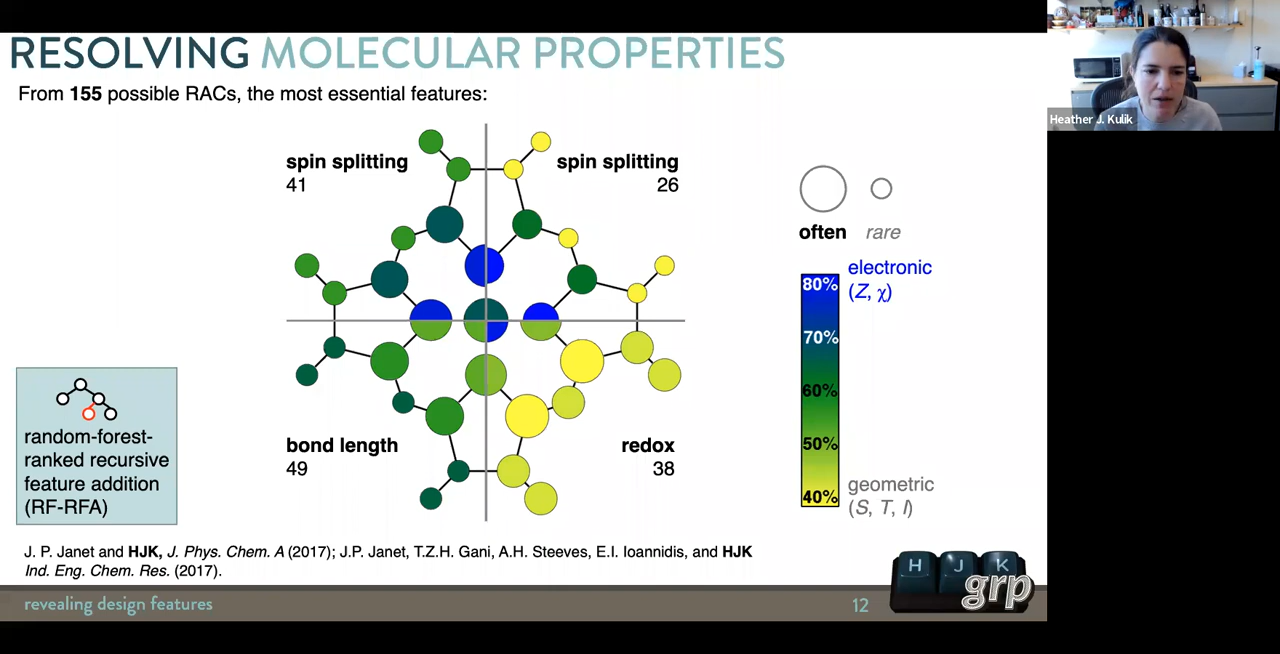 RESOLVING MOLECULAR PROPERTIES
From 155 possible RACs, the most essential features:
Heather J. Kulik
spin splitting
41
spin splitting
26
often rare
electronic
(Z, χ)
80%
70%
60%
50%
40%
geometric
(S, T, I)
bond length
49
redox
38
random-forest-
ranked recursive
feature addition
(RF-RFA)
J. P. Janet and HJK, J. Phys. Chem. A (2017); J.P. Janet, T.Z.H. Gani, A.H. Steeves, E.I. Ioannidis, and HJK
Ind. Eng. Chem. Res. (2017).
H J K
grp
revealing design features
12